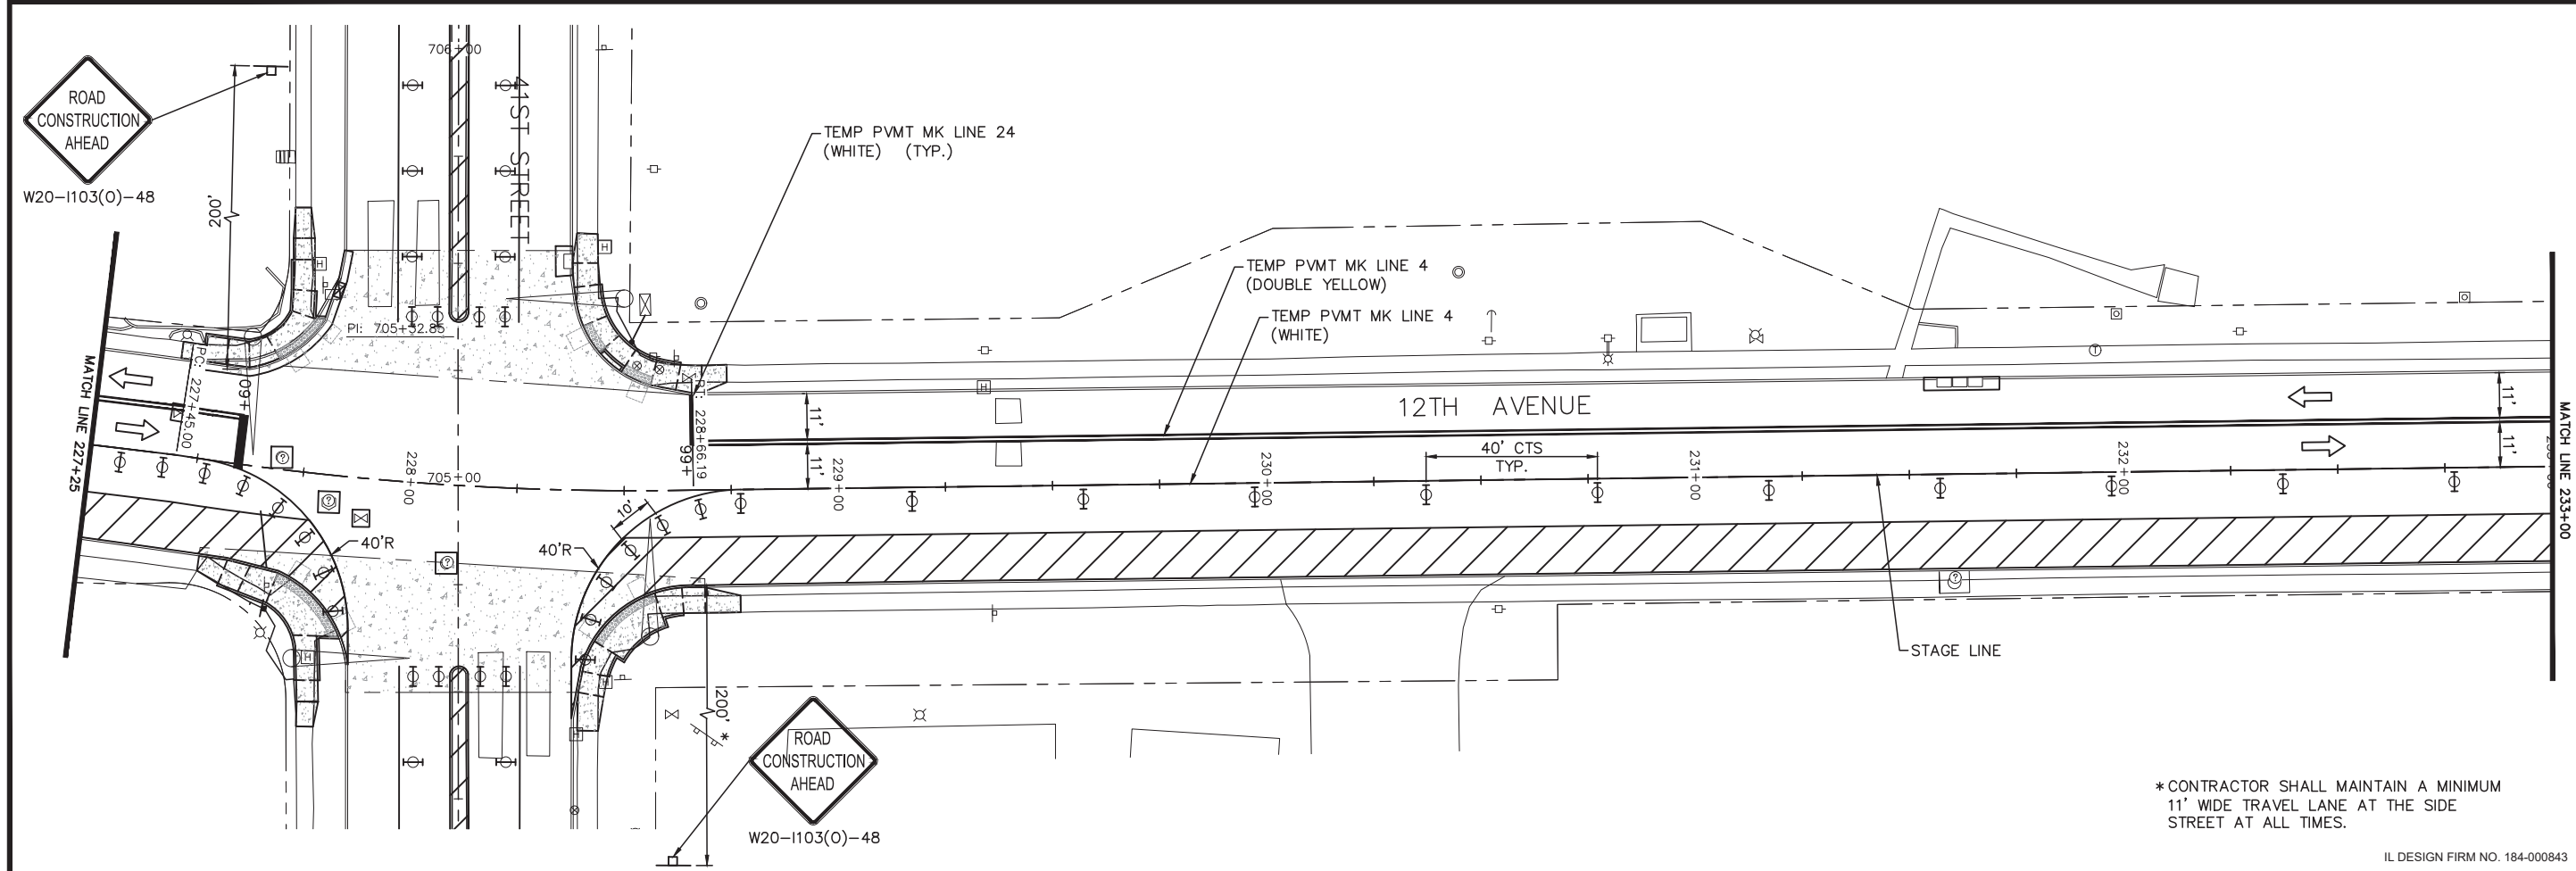 706+00
41ST STREET
ROAD
CONSTRUCTION
AHEAD
W20-I103(O)-48
200'
TEMP PVMT MK LINE 24
(WHITE) (TYP.)
TEMP PVMT MK LINE 4
(DOUBLE YELLOW)
TEMP PVMT MK LINE 4
(WHITE)
H
H
PI: 705+32.85
MATCH LINE 227+25
PC: 227+45.00
+60
PT: 228+66.19
+66
H
11'
11'
12TH AVENUE
T
11'
11'
MATCH LINE 233+00
228+00
705+00
229+00
230+00
40' CTS
TYP.
231+00
232+00
?
?
?
?
10'
40'R
40'R
STAGE LINE
H
H
H
200'
*
ROAD
CONSTRUCTION
AHEAD
W20-I103(O)-48
* CONTRACTOR SHALL MAINTAIN A MINIMUM
11' WIDE TRAVEL LANE AT THE SIDE
STREET AT ALL TIMES.
IL DESIGN FIRM NO. 184-000843